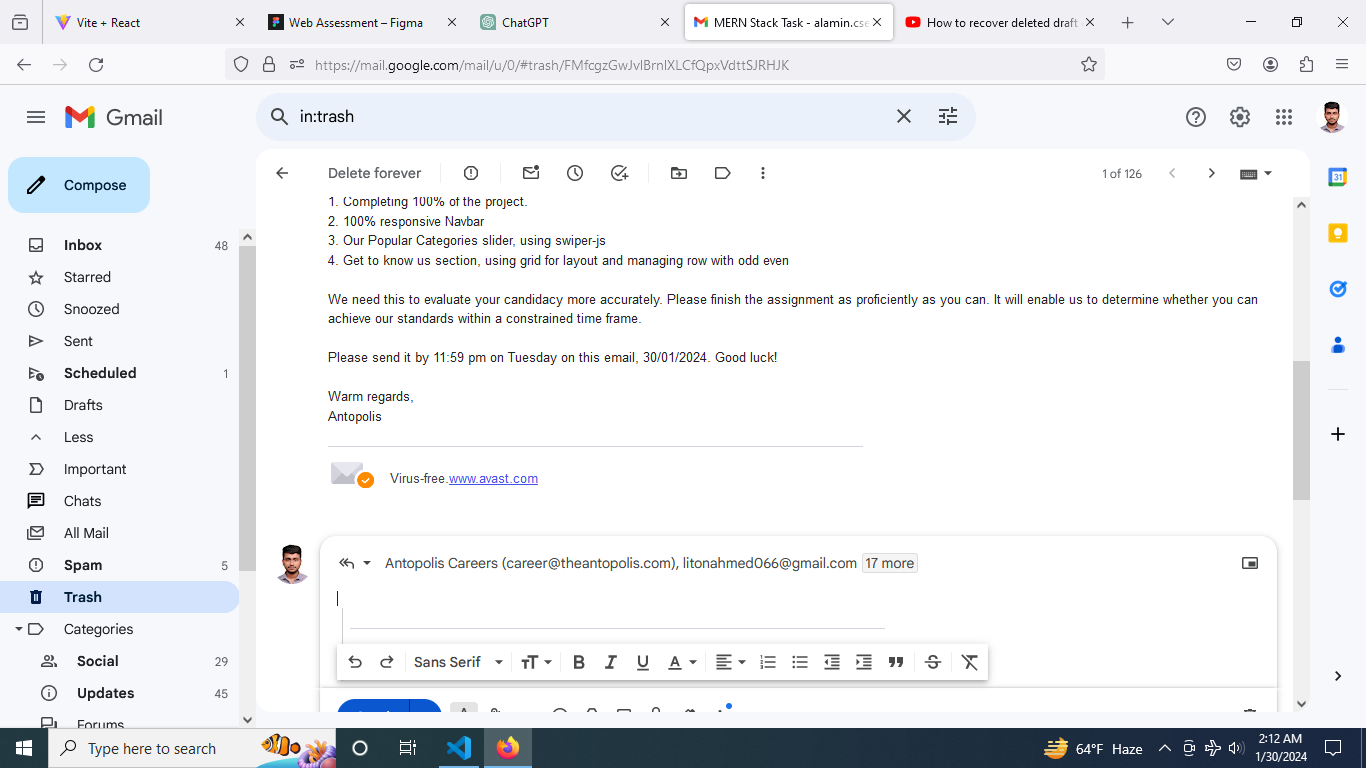 Vite + React
Web Assessment – Figma
ChatGPT
MERN Stack Task - alamin.cse
How to recover deleted draft
https://mail.google.com/mail/u/0/#trash/FMfcgzGwJvlBrnlXLCfQpxVdttSJRHJK
Gmail
in:trash
Compose
Delete forever
1 of 126
Inbox 48
Starred
Snoozed
Sent
Scheduled 1
Drafts
Less
Important
Chats
All Mail
Spam 5
Trash
Categories
Social 29
Updates 45
Forums
1. Completing 100% of the project.
2. 100% responsive Navbar
3. Our Popular Categories slider, using swiper-js
4. Get to know us section, using grid for layout and managing row with odd even
We need this to evaluate your candidacy more accurately. Please finish the assignment as proficiently as you can. It will enable us to determine whether you can
achieve our standards within a constrained time frame.
Please send it by 11:59 pm on Tuesday on this email, 30/01/2024. Good luck!
Warm regards,
Antopolis
Virus-free.www.avast.com
Antopolis Careers (career@theantopolis.com), litonahmed066@gmail.com 17 more
Sans Serif
Type here to search
64°F Haze
2:12 AM
1/30/2024